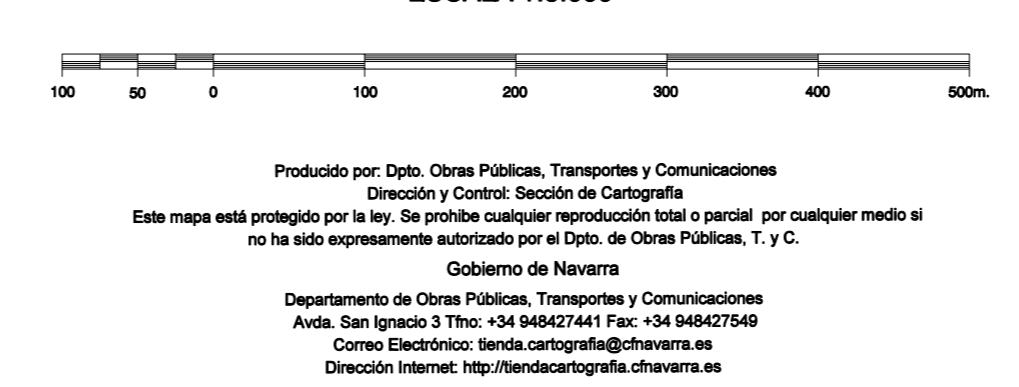 100 50 0 100 200 300 400 500m.
Producido por: Dpto. Obras Públicas, Transportes y Comunicaciones
Dirección y Control: Sección de Cartografía
Este mapa está protegido por la ley. Se prohibe cualquier reproducción total o parcial por cualquier medio si
no ha sido expresamente autorizado por el Dpto. de Obras Públicas, T. y C.
Gobierno de Navarra
Departamento de Obras Públicas, Transportes y Comunicaciones
Avda. San Ignacio 3 Tfno: +34 948427441 Fax: +34 948427549
Correo Electrónico: tienda.cartografia@cfnavarra.es
Dirección Internet: http://tiendacartografia.cfnavarra.es